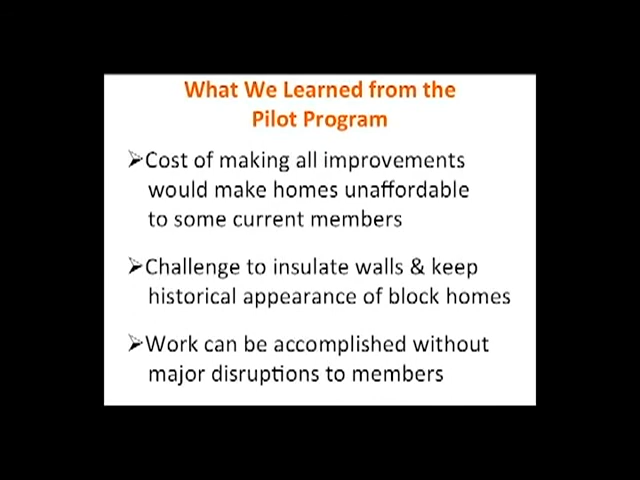 What We Learned from the
Pilot Program
➢Cost of making all improvements
would make homes unaffordable
to some current members
➢Challenge to insulate walls & keep
historical appearance of block homes
➢Work can be accomplished without
major disruptions to members